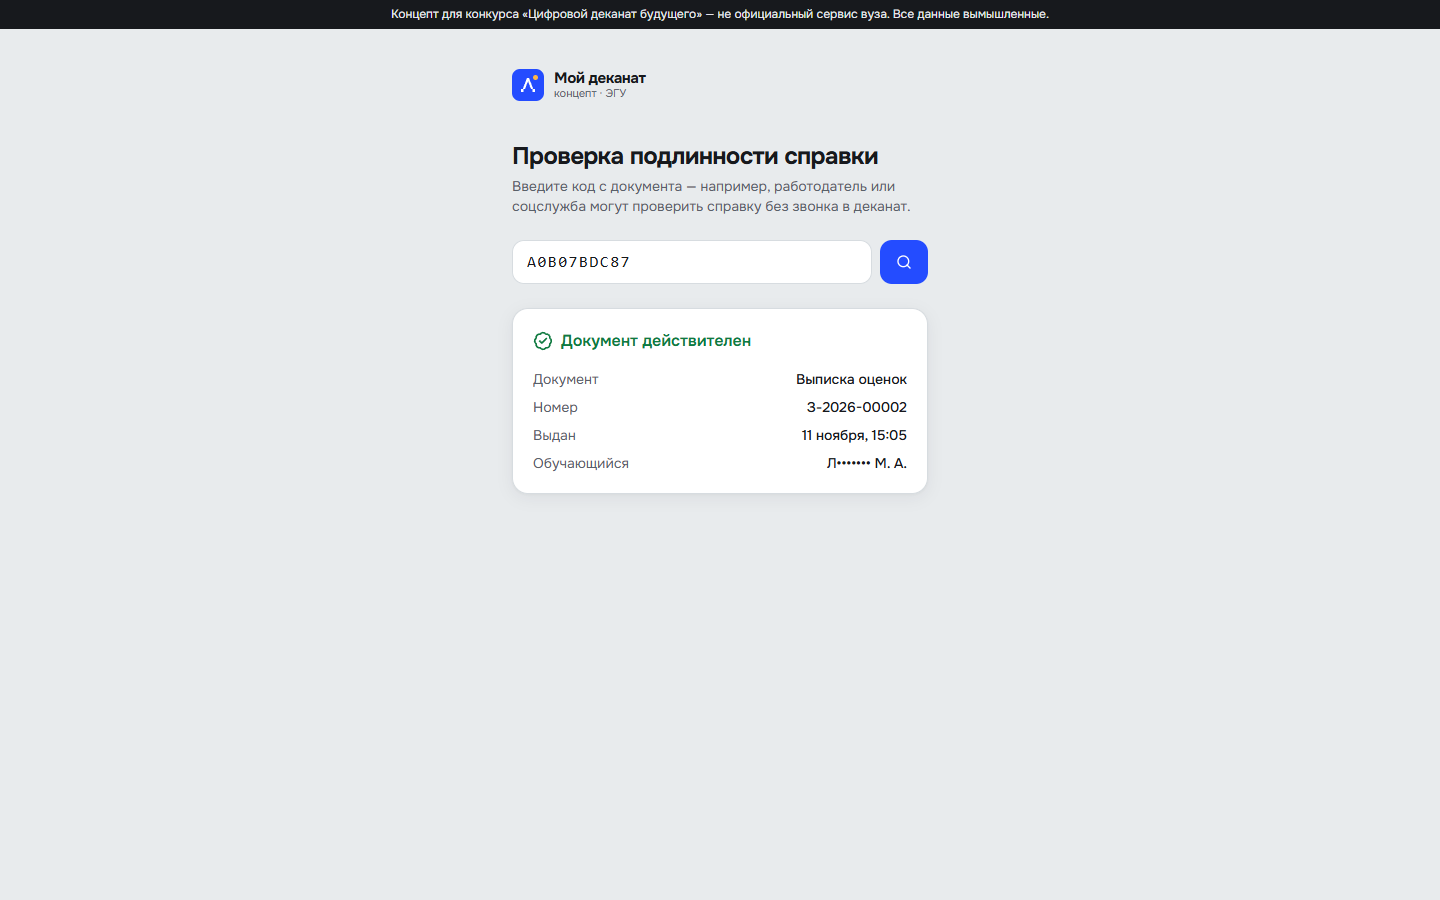 Концепт для конкурса «Цифровой деканат будущего» — не официальный сервис вуза. Все данные вымышленные.
Мой деканат
концепт · ЭГУ
Проверка подлинности справки
Введите код с документа — например, работодатель или
соцслужба могут проверить справку без звонка в деканат.
A0B07BDC87
Документ действителен
Документ Выписка оценок
Номер З-2026-00002
Выдан 11 ноября, 15:05
Обучающийся Л••••••• М. А.